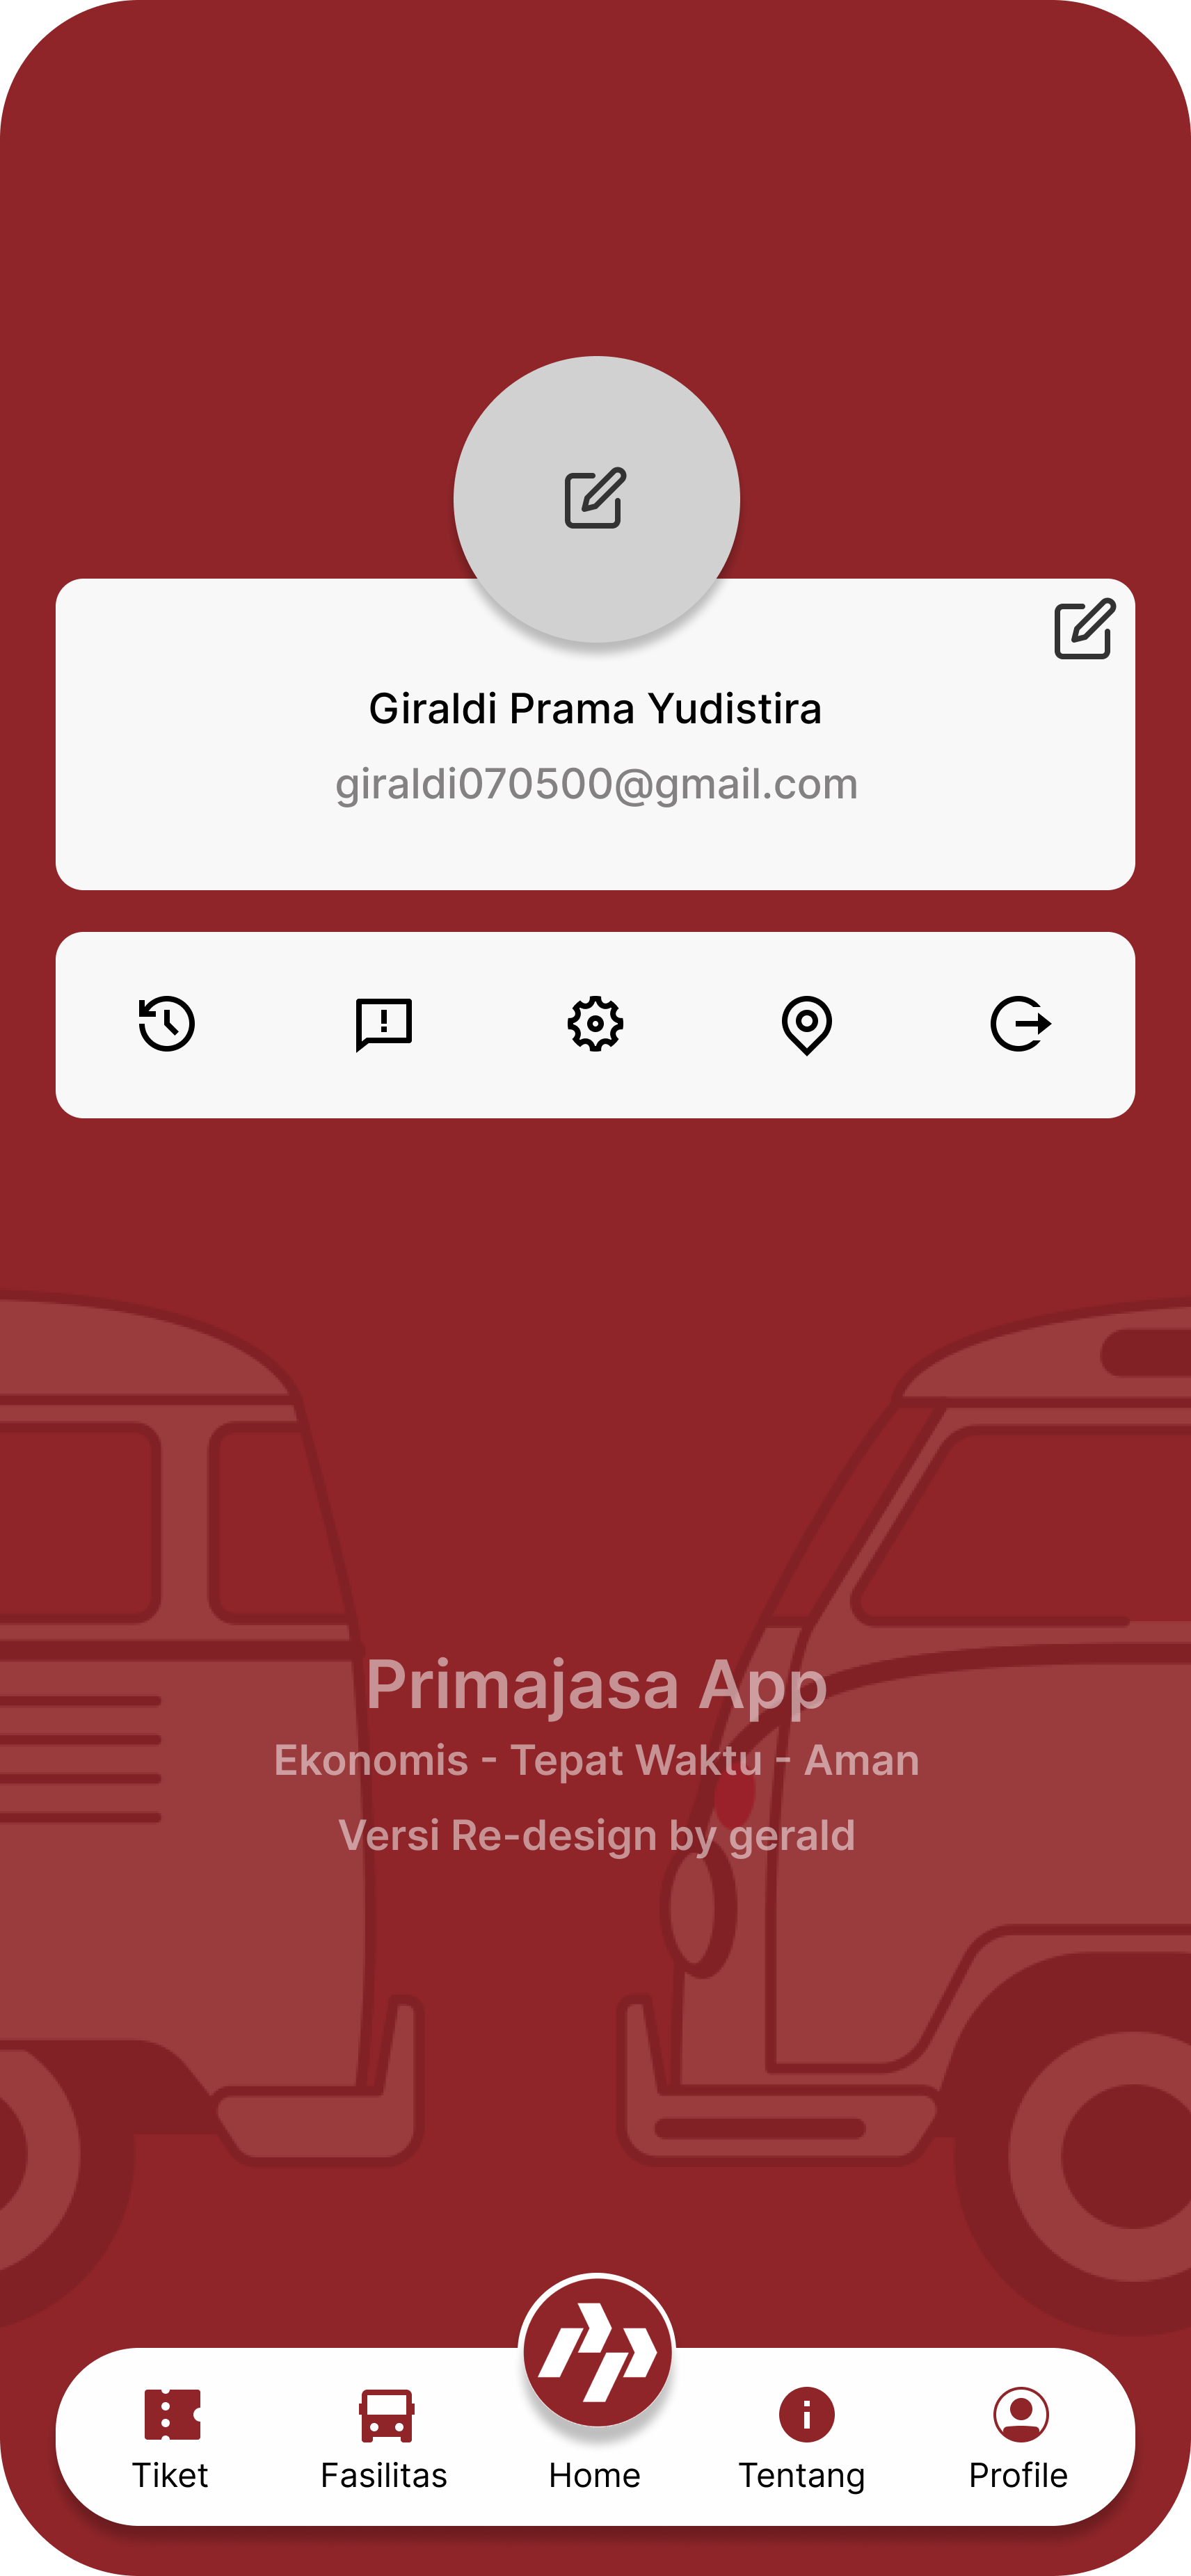 Giraldi Prama Yudistira
giraldi070500@gmail.com
Primajasa App
Ekonomis - Tepat Waktu - Aman
Versi Re-design by gerald
Tiket
Fasilitas
Home
Tentang
Profile